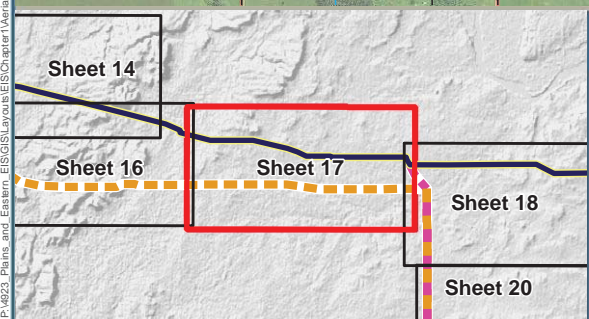 Sheet 14
Sheet 16
Sheet 17
Sheet 18
Sheet 20
P:\4923_Plains_and_Eastern_EIS\GIS\Layouts\EIS\Chapter1\Aeria